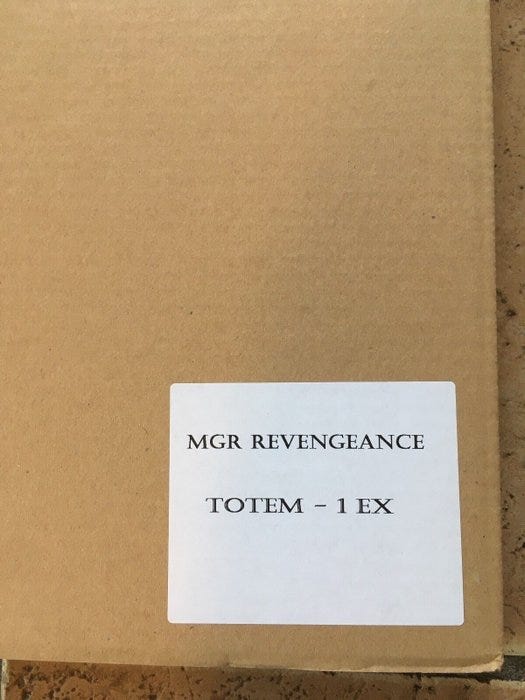 MGR REVENGEANCE
TOTEM – 1 EX